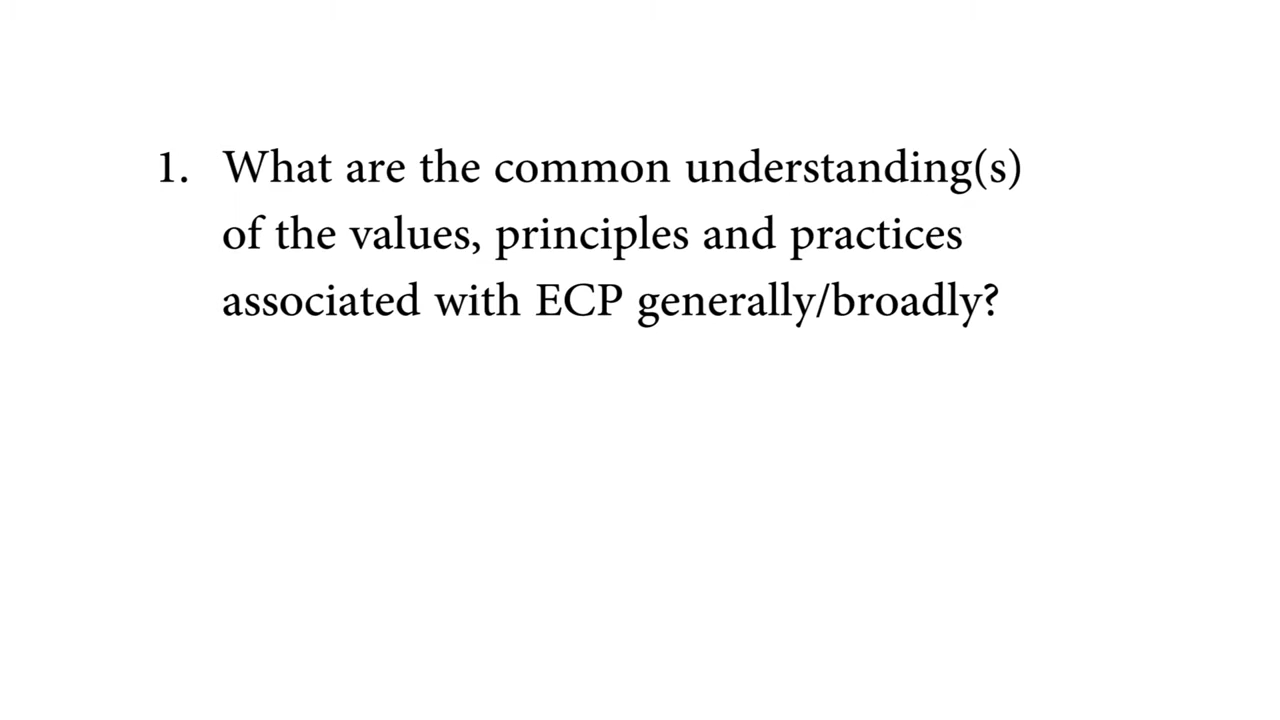 1. What are the common understanding(s)
of the values, principles and practices
associated with ECP generally/broadly?